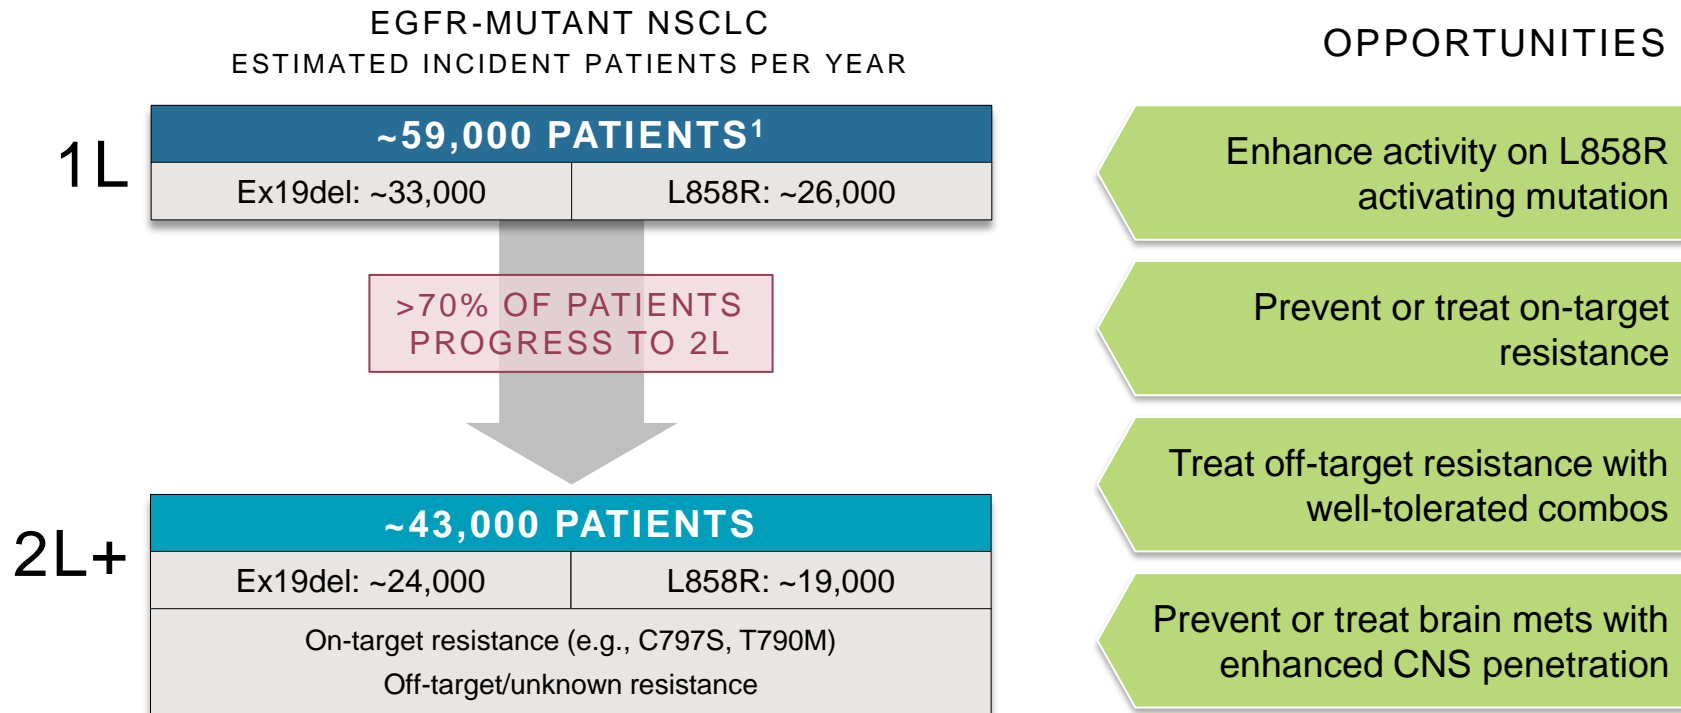 EGFR-MUTANT NSCLC
ESTIMATED INCIDENT PATIENTS PER YEAR
1L
~59,000 PATIENTS¹
Ex19del: ~33,000
L858R: ~26,000
>70% OF PATIENTS
PROGRESS TO 2L
2L+
~43,000 PATIENTS
Ex19del: ~24,000
L858R: ~19,000
On-target resistance (e.g., C797S, T790M)
Off-target/unknown resistance
OPPORTUNITIES
Enhance activity on L858R
activating mutation
Prevent or treat on-target
resistance
Treat off-target resistance with
well-tolerated combos
Prevent or treat brain mets with
enhanced CNS penetration